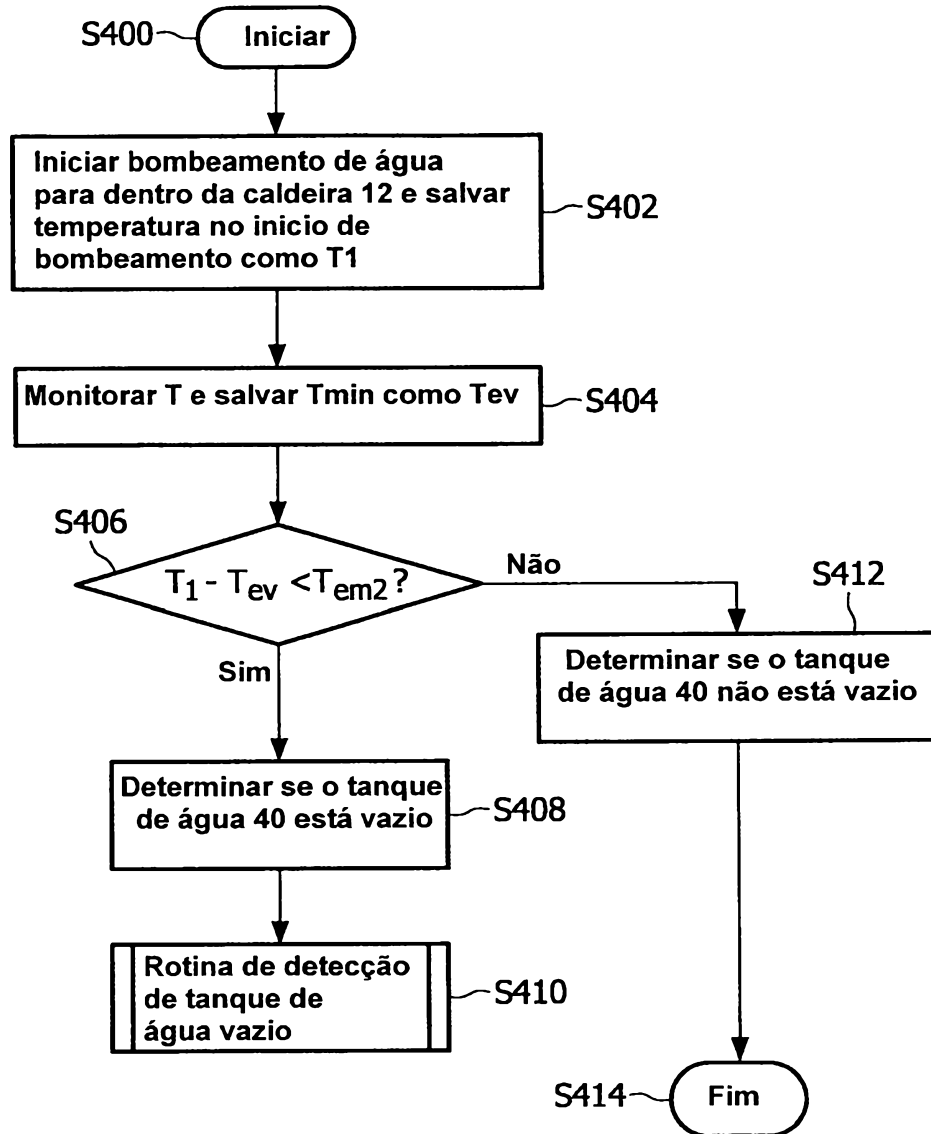 S400
Iniciar
Iniciar bombeamento de água
para dentro da caldeira 12 e salvar
temperatura no inicio de
bombeamento como T1
S402
Monitorar T e salvar Tmin como Tev
S404
S406
T1 - Tev <Tem2?
Não
Sim
S412
Determinar se o tanque
de água 40 não está vazio
Determinar se o tanque
de água 40 está vazio
S408
Rotina de detecção
de tanque de
água vazio
S410
S414
Fim